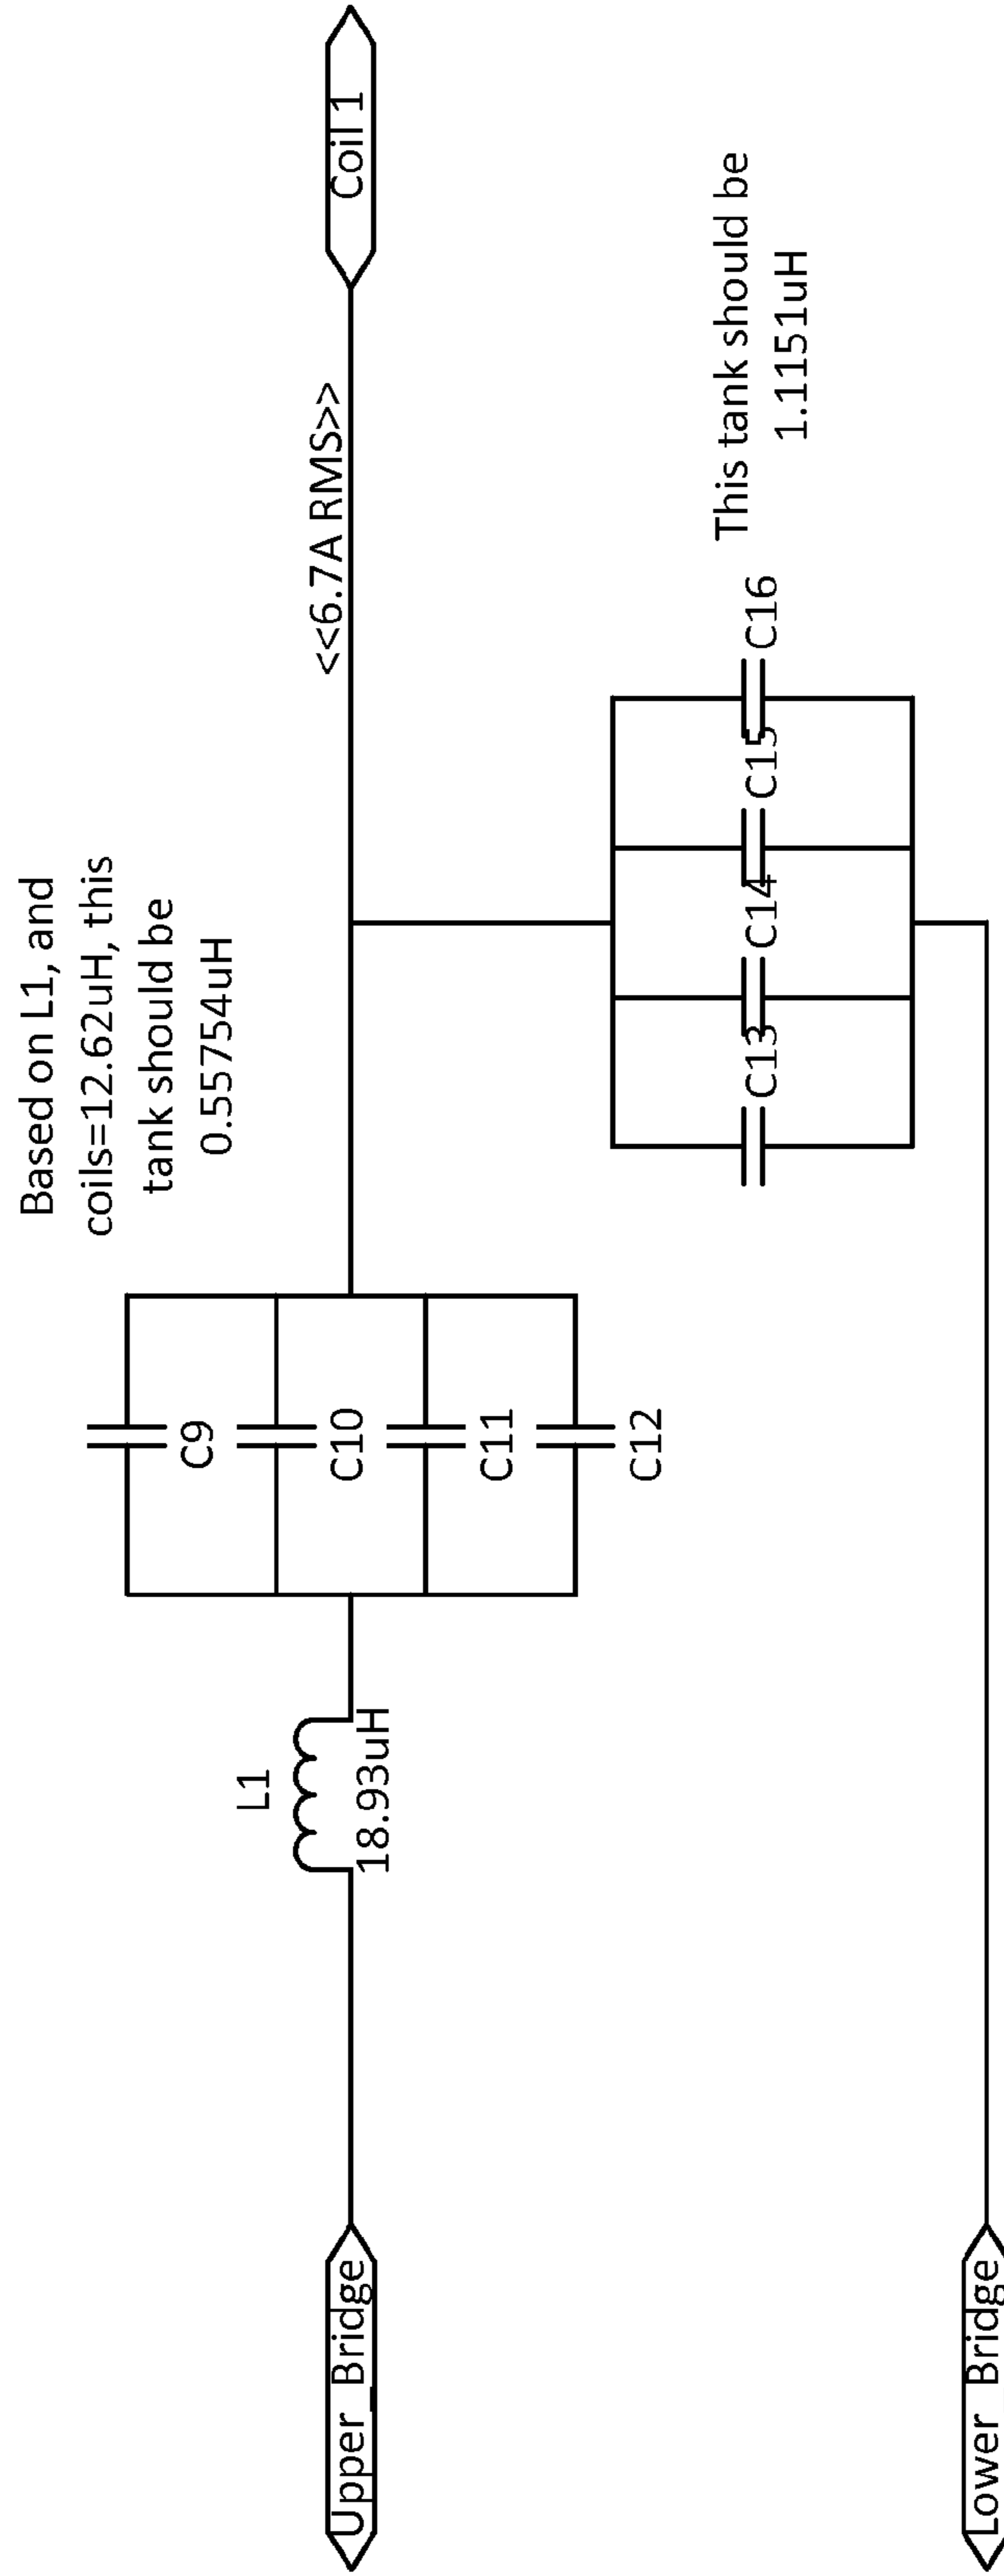 Based on L1, and
coils=12.62uH, this
tank should be
0.55754uH
C9
L1
C10
Upper_Bridge
18.93uH
<<6.7A RMS>>
Coil 1
C11
C12
C13
C14
C15
C16
This tank should be
1.1151uH
Lower_Bridge